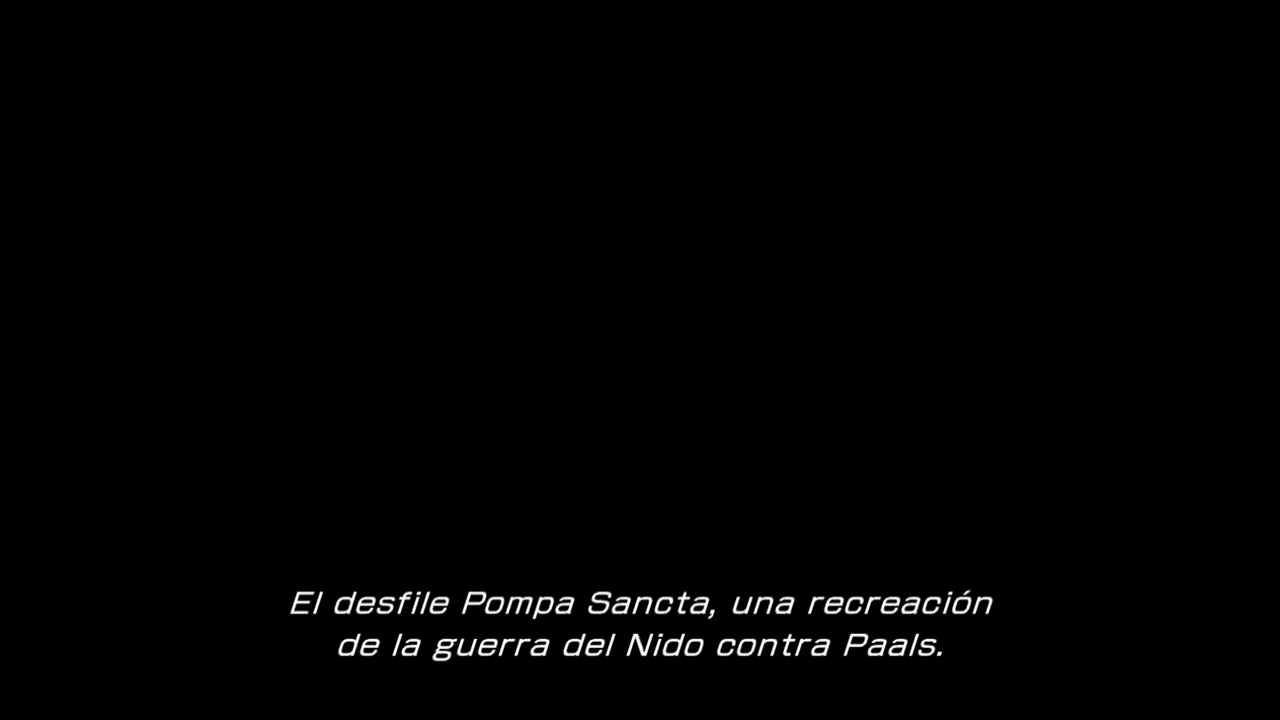 El desfile Pompa Sancta, una recreación
de la guerra del Nido contra Paals.